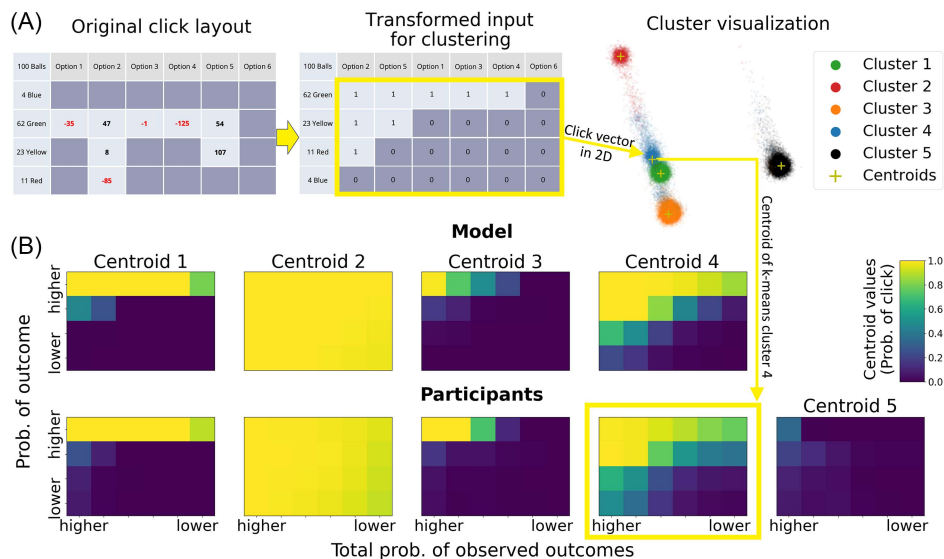 (A)
Original click layout
100 Balls Option 1 Option 2 Option 3 Option 4 Option 5 Option 6
4 Blue
62 Green -35 47 -1 -125 54
23 Yellow 8 107
11 Red -85
Transformed input
for clustering
100 Balls Option 2 Option 5 Option 1 Option 3 Option 4 Option 6
62 Green 1 1 1 1 1 0
23 Yellow 1 1 0 0 0 0
11 Red 1 0 0 0 0 0
4 Blue 0 0 0 0 0 0
Click vector
in 2D
Cluster visualization
Cluster 1
Cluster 2
Cluster 3
Cluster 4
Cluster 5
Centroids
Centroid of k-means cluster 4
(B)
Model
Centroid 1 Centroid 2 Centroid 3 Centroid 4
Prob. of outcome
higher
lower
Participants
Centroid 5
higher
lower
higher lower higher lower higher lower higher lower higher lower
Total prob. of observed outcomes
Centroid values
(Prob. of click)
1.0
0.8
0.6
0.4
0.2
0.0